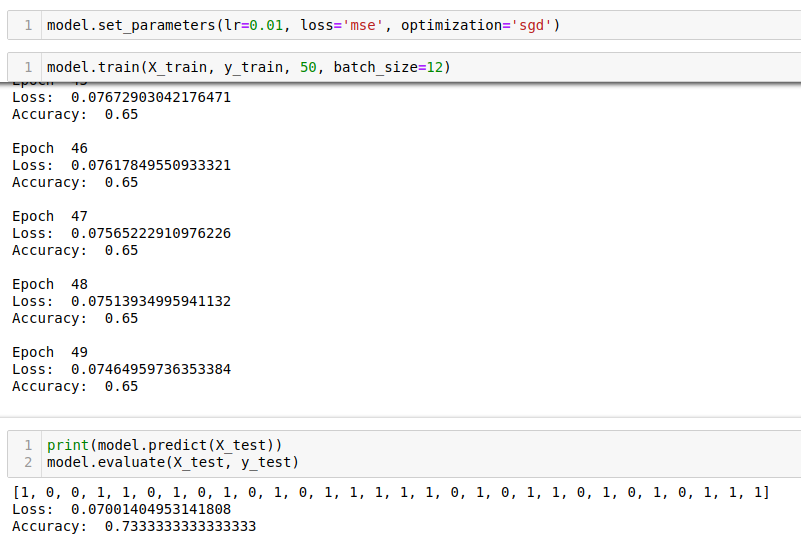 1 model.set_parameters(lr=0.01, loss='mse', optimization='sgd')
1 model.train(X_train, y_train, 50, batch_size=12)
Loss:  0.07672903042176471
Accuracy:  0.65
Epoch  46
Loss:  0.07617849550933321
Accuracy:  0.65
Epoch  47
Loss:  0.07565222910976226
Accuracy:  0.65
Epoch  48
Loss:  0.07513934995941132
Accuracy:  0.65
Epoch  49
Loss:  0.07464959736353384
Accuracy:  0.65
1 print(model.predict(X_test))
2 model.evaluate(X_test, y_test)
[1, 0, 0, 1, 1, 0, 1, 0, 1, 0, 1, 0, 1, 1, 1, 1, 1, 0, 1, 0, 1, 1, 0, 1, 0, 1, 0, 1, 1, 1]
Loss:  0.07001404953141808
Accuracy:  0.7333333333333333